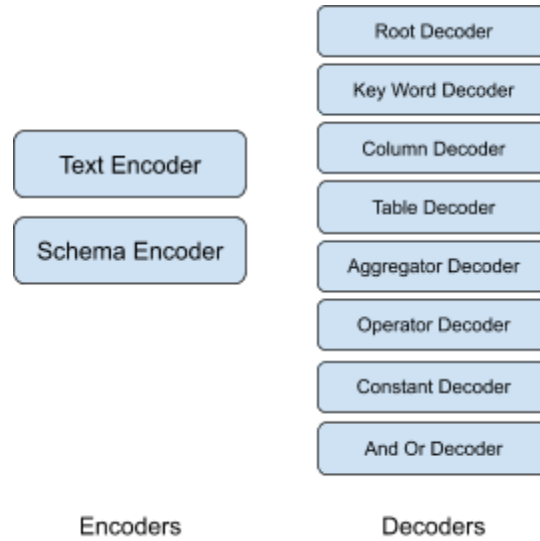 Text Encoder
Schema Encoder
Encoders
Root Decoder
Key Word Decoder
Column Decoder
Table Decoder
Aggregator Decoder
Operator Decoder
Constant Decoder
And Or Decoder
Decoders